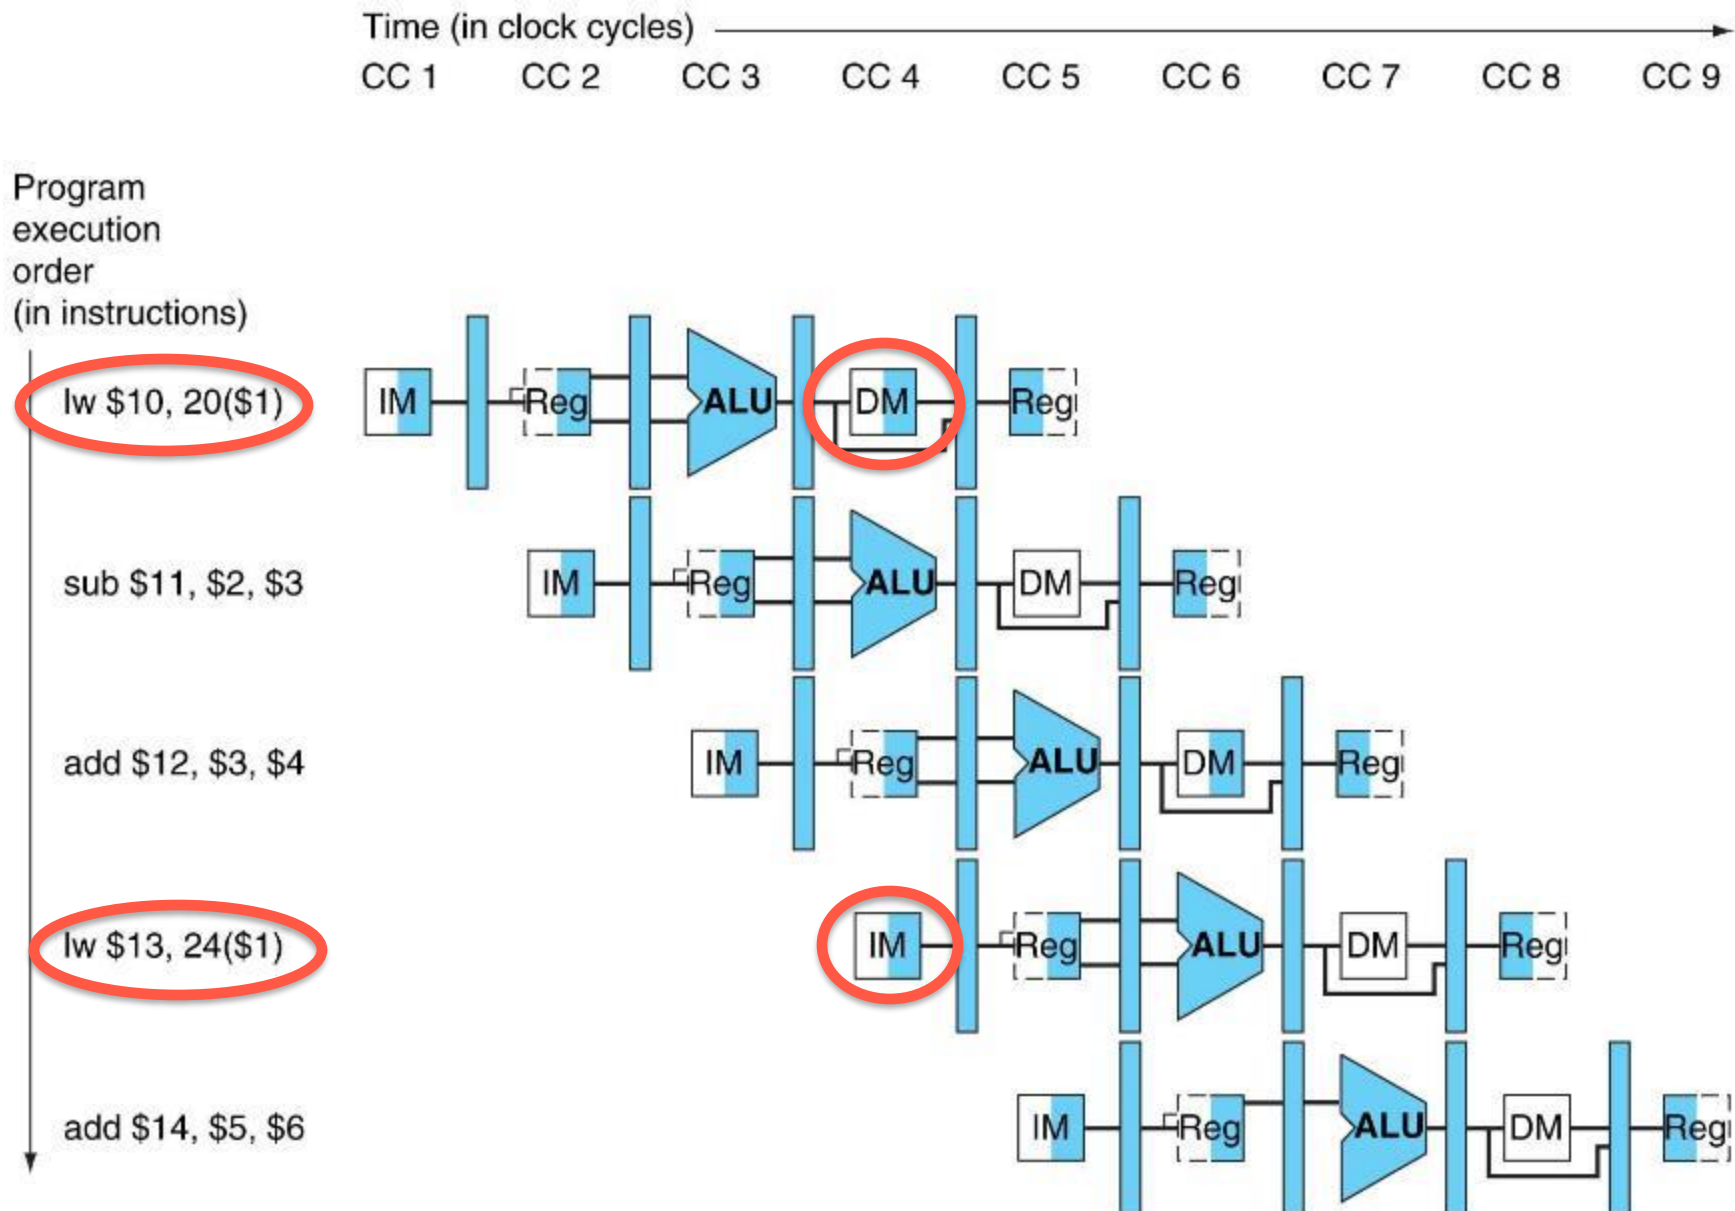 Time (in clock cycles)
CC 1 CC 2 CC 3 CC 4 CC 5 CC 6 CC 7 CC 8 CC 9
Program
execution
order
(in instructions)
lw $10, 20($1) IM Reg ALU DM Reg
sub $11, $2, $3 IM Reg ALU DM Reg
add $12, $3, $4 IM Reg ALU DM Reg
lw $13, 24($1) IM Reg ALU DM Reg
add $14, $5, $6 IM Reg ALU DM Reg